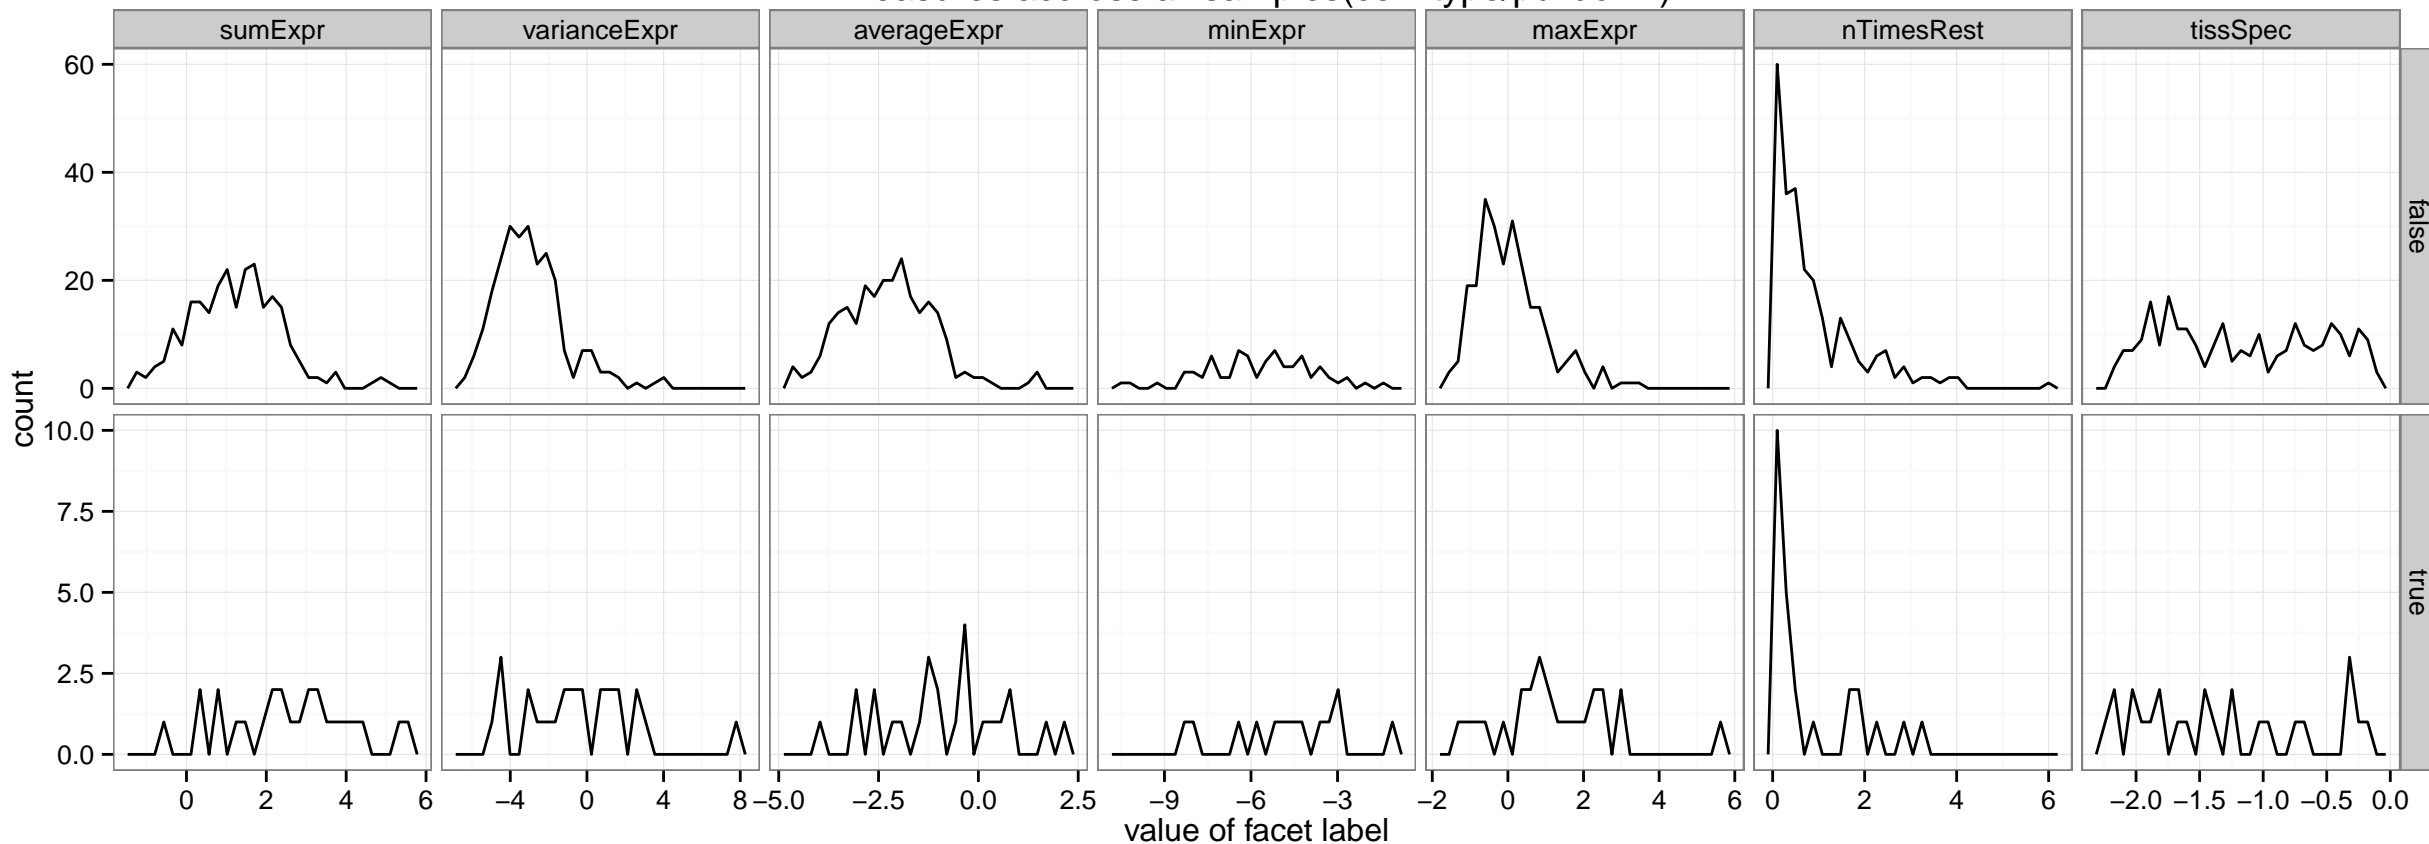 sumExpr varianceExpr averageExpr minExpr maxExpr nTimesRest tissSpec
60
40
20
0
false
count
10.0
7.5
5.0
2.5
0.0
true
0 2 4 6 −4 0 4 8 −5.0 −2.5 0.0 2.5 −9 −6 −3 −2 0 2 4 6 0 2 4 6 −2.0 −1.5 −1.0 −0.5 0.0
value of facet label